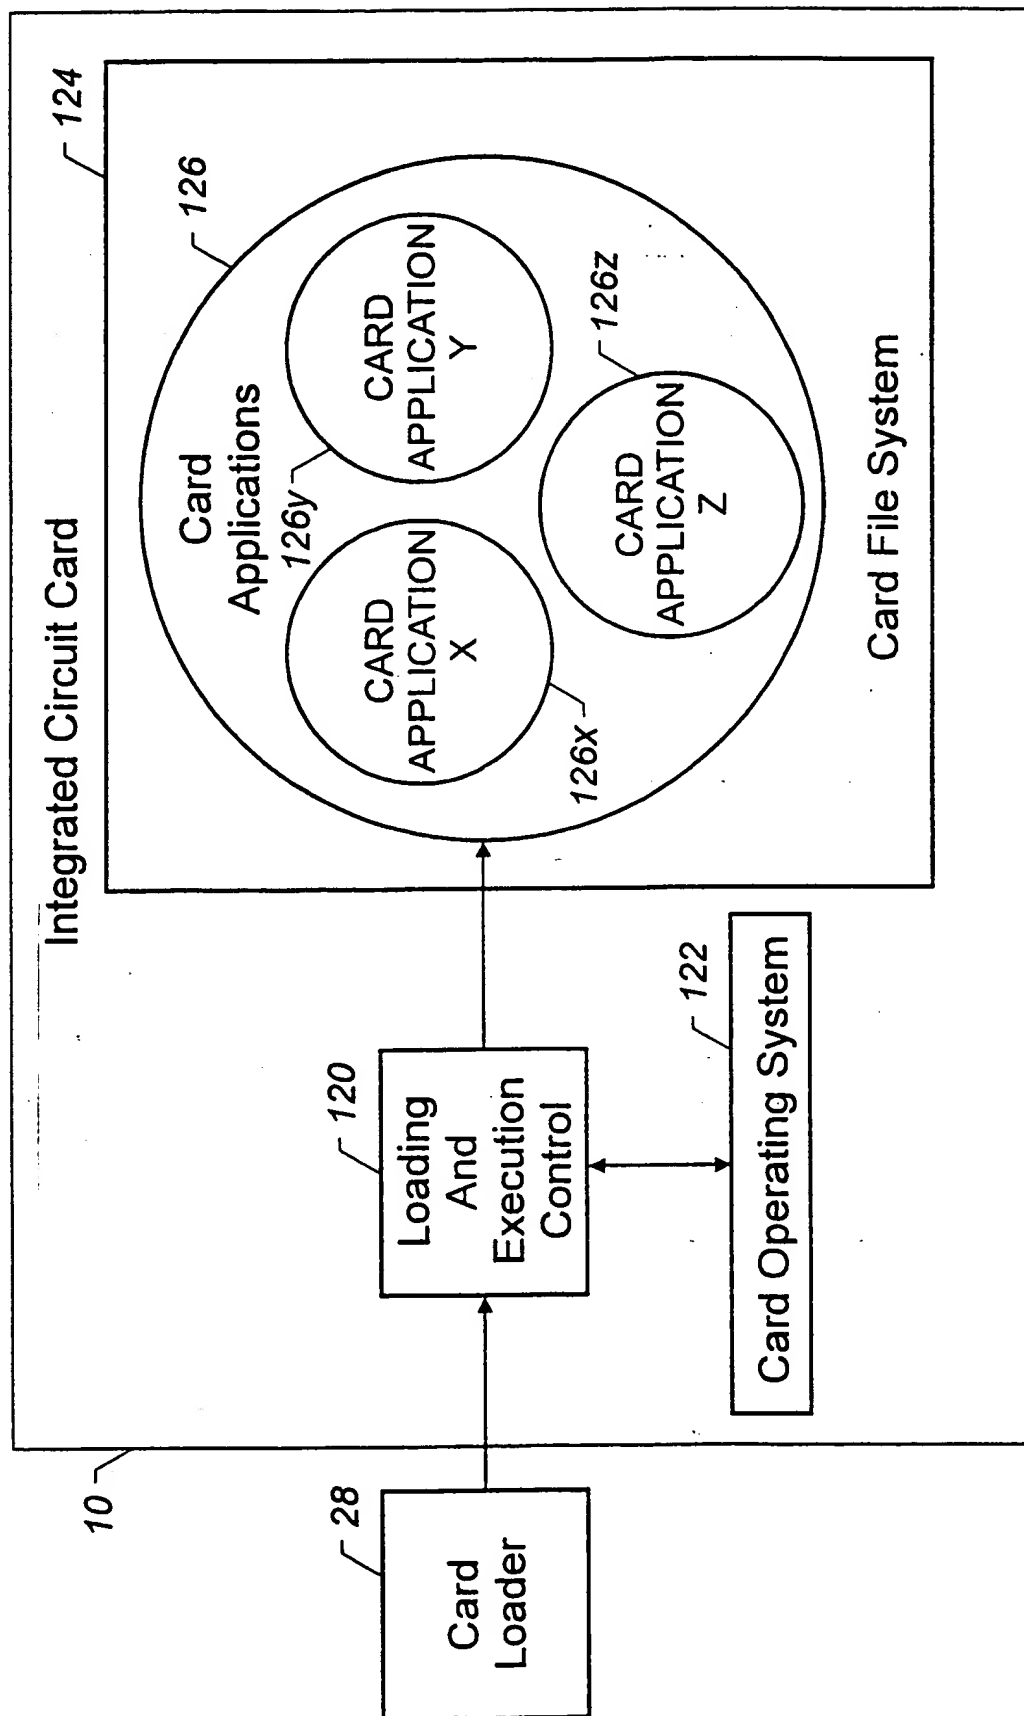 Integrated Circuit Card
124
126
Card
Applications
126y
CARD
APPLICATION
Y
CARD
APPLICATION
X
126x
126z
CARD
APPLICATION
Z
Card File System
10
28
Card
Loader
120
Loading
And
Execution
Control
122
Card Operating System